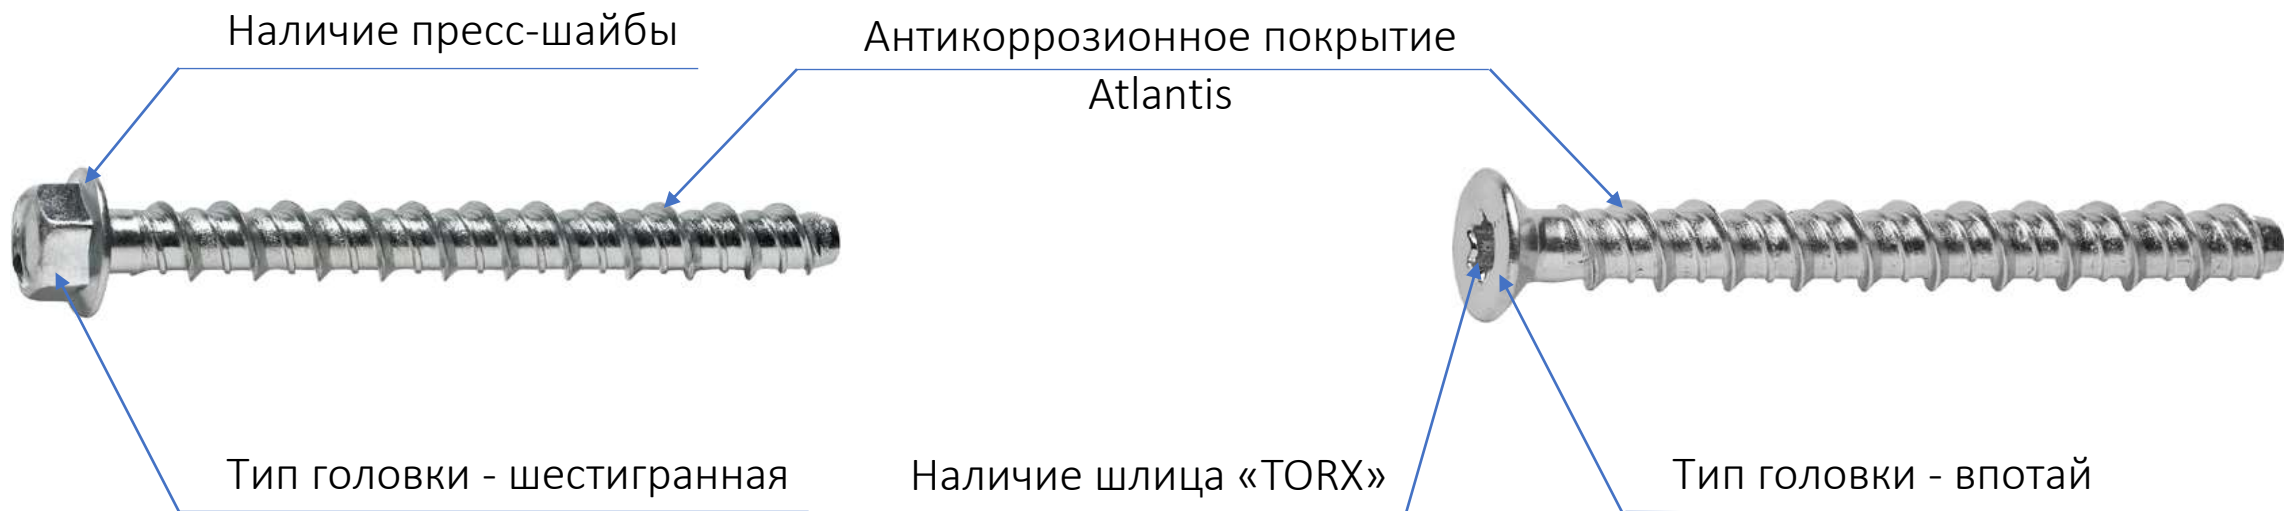 Наличие пресс-шайбы
Антикоррозионное покрытие
Atlantis
Тип головки - шестигранная
Наличие шлица «TORX»
Тип головки - впотай